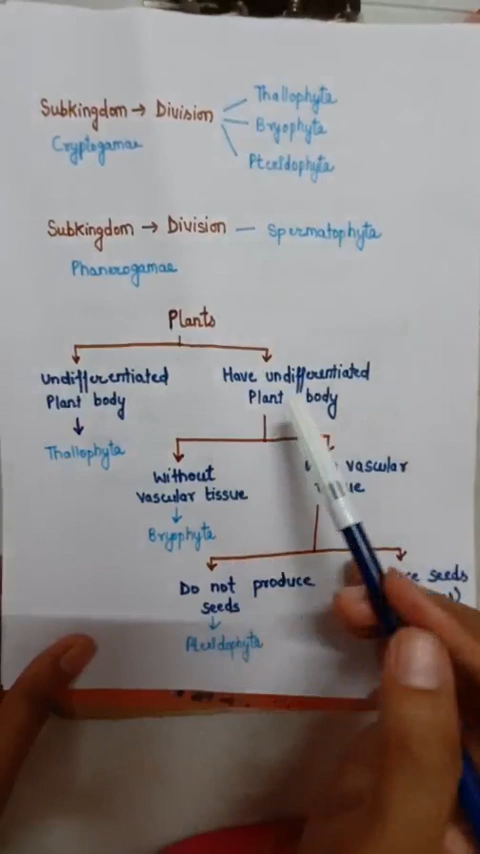 Subkingdom → Division
Thallophyta
Bryophyta
Pteridophyta
Cryptogamae
Subkingdom → Division — Spermatophyta
Phanerogamae
Plants
Undifferentiated
Plant body
Thallophyta
Have undifferentiated
Plant body
Without
vascular tissue
Bryophyta
vascular
Do not produce
seeds
Pteridophyta
seeds